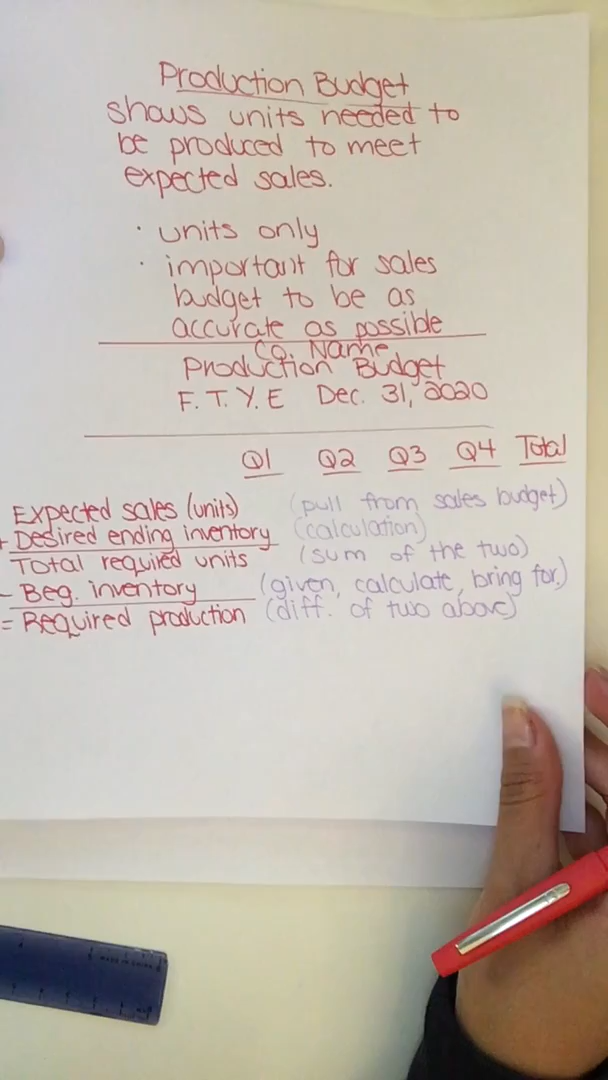 Production Budget
shows units needed to
be produced to meet
expected sales.
· units only
· important for sales
budget to be as
accurate as possible
Co. Name
Production Budget
F.T.Y.E Dec. 31, 2020
Q1 Q2 Q3 Q4 Total
Expected sales (units) (pull from sales budget)
+ Desired ending inventory (calculation)
Total required units (sum of the two)
- Beg. inventory (given, calculate, bring for.)
= Required production (diff. of two above)
MADE IN CHINA